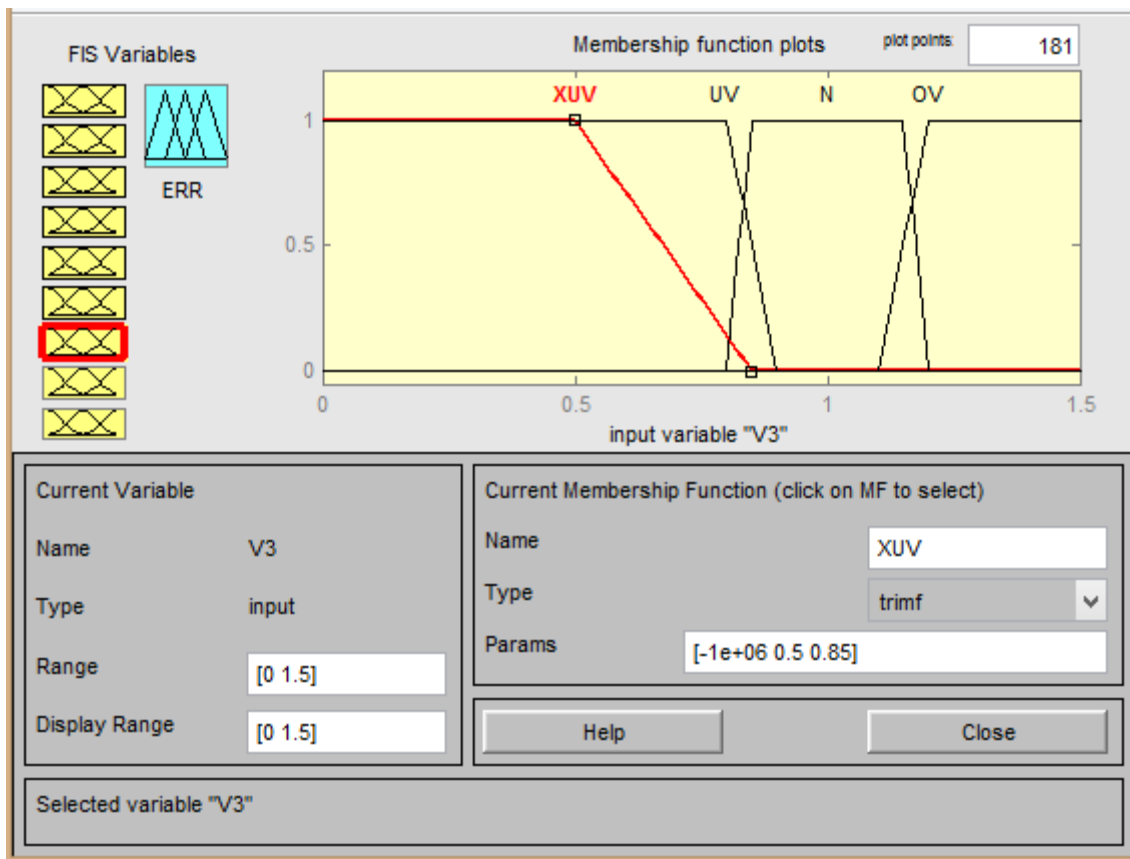 FIS Variables
ERR
Membership function plots
plot points:
181
XUV UV N OV
1
0.5
0
0 0.5 1 1.5
input variable "V3"
Current Variable
Name V3
Type input
Range [0 1.5]
Display Range [0 1.5]
Current Membership Function (click on MF to select)
Name XUV
Type trimf
Params [-1e+06 0.5 0.85]
Help Close
Selected variable "V3"